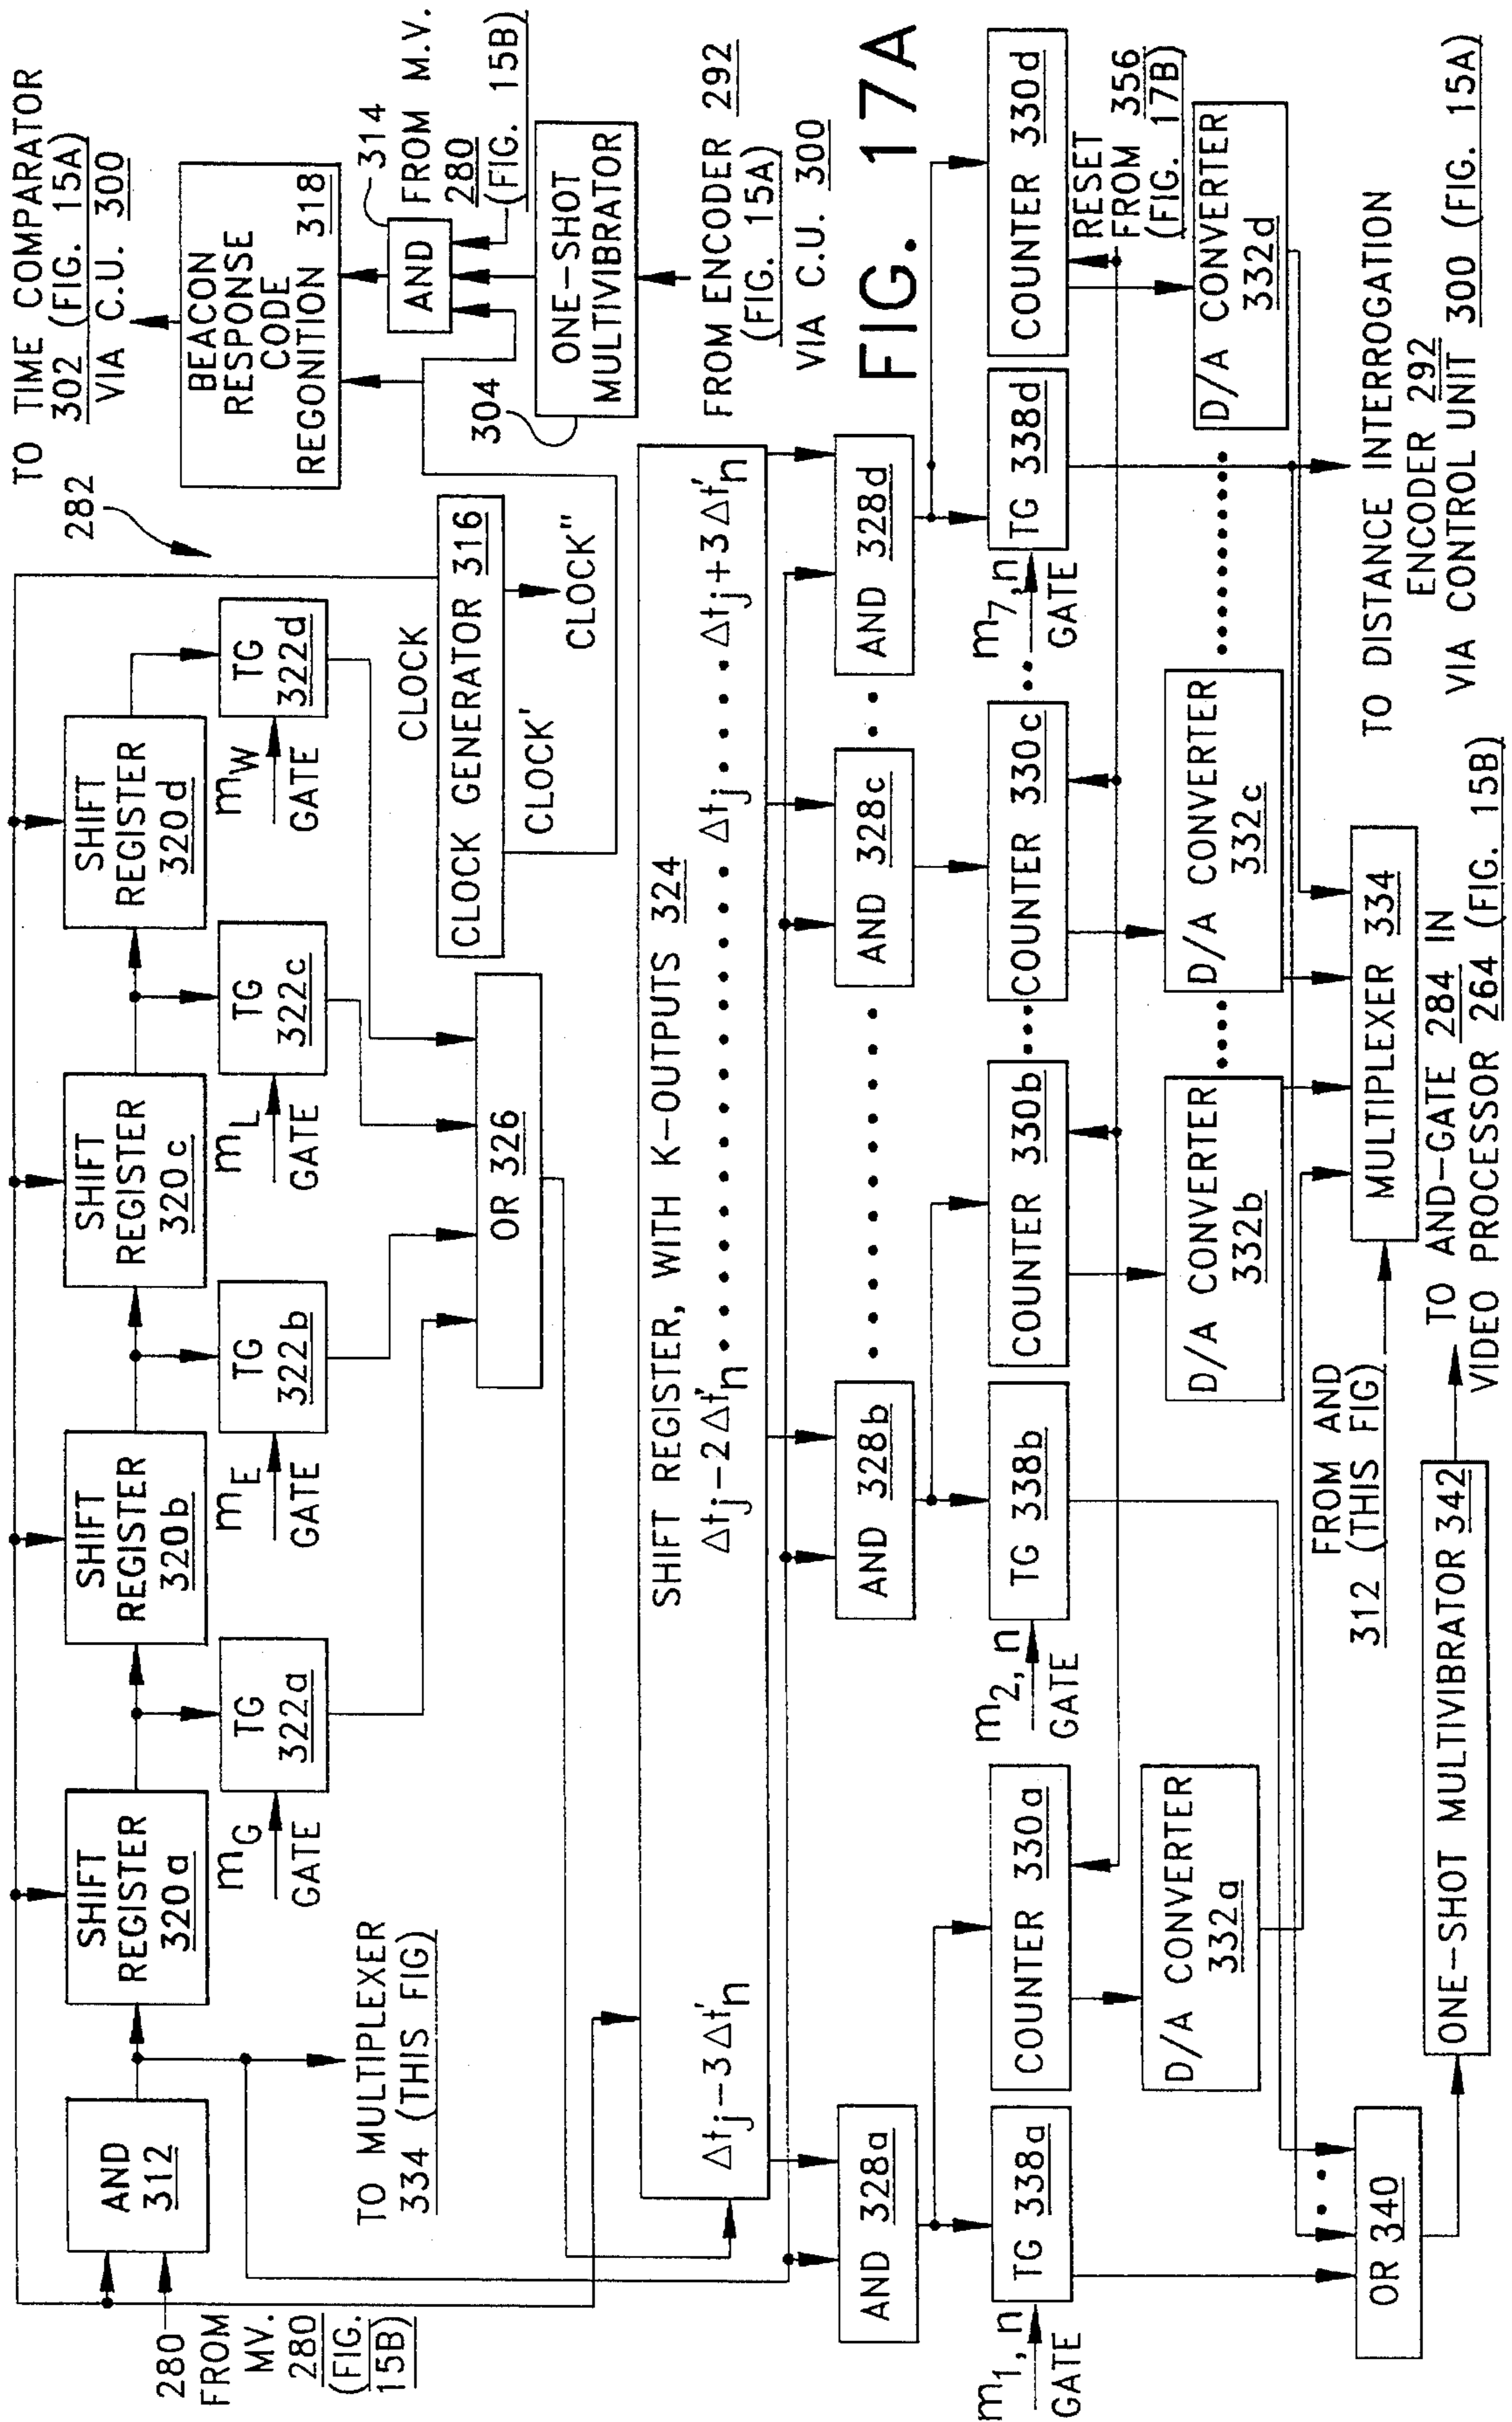 FIG. 17A
282
280
FROM
MV.
280
(FIG.
15B)
AND
312
TO MULTIPLEXER
334 (THIS FIG)
SHIFT
REGISTER
320a
SHIFT
REGISTER
320b
SHIFT
REGISTER
320c
SHIFT
REGISTER
320d
mG
GATE
TG
322a
mE
GATE
TG
322b
mL
GATE
TG
322c
mW
GATE
TG
322d
OR 326
CLOCK
CLOCK GENERATOR 316
CLOCK'
CLOCK"
TO TIME COMPARATOR
302 (FIG. 15A)
VIA C.U. 300
BEACON
RESPONSE
CODE
REGONITION 318
314
AND
FROM M.V.
280
(FIG. 15B)
304
ONE-SHOT
MULTIVIBRATOR
FROM ENCODER 292
(FIG. 15A)
VIA C.U. 300
SHIFT REGISTER, WITH K-OUTPUTS 324
Δtj-3Δt'n Δtj-2Δt'n Δtj Δtj+3Δt'n
AND 328a
AND 328b
AND 328c
AND 328d
m1,n
GATE
TG 338a
COUNTER 330a
m2,n
GATE
TG 338b
COUNTER 330b
COUNTER 330c
m7,n
GATE
TG 338d
COUNTER 330d
RESET
FROM 356
(FIG. 17B)
D/A CONVERTER
332a
D/A CONVERTER
332b
D/A CONVERTER
332c
D/A CONVERTER
332d
OR 340
FROM AND
312 (THIS FIG)
MULTIPLEXER 334
TO DISTANCE INTERROGATION
ENCODER 292
VIA CONTROL UNIT 300 (FIG. 15A)
ONE-SHOT MULTIVIBRATOR 342
TO AND-GATE 284 IN
VIDEO PROCESSOR 264 (FIG. 15B)